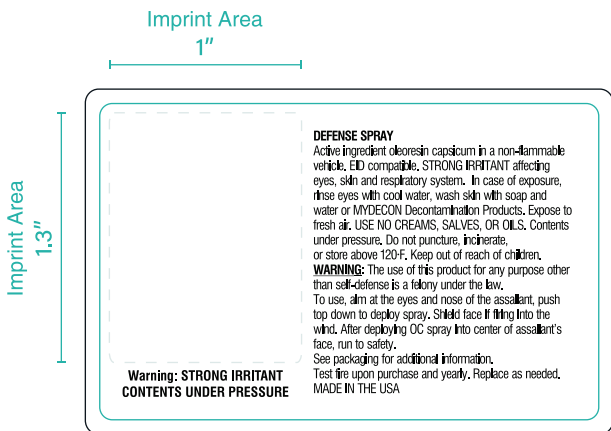 Imprint Area
1"
Imprint Area
1.3"
DEFENSE SPRAY
Active ingredient oleoresin capsicum in a non-flammable
vehicle. EID compatible. STRONG IRRITANT affecting
eyes, skin and respiratory system. In case of exposure,
rinse eyes with cool water, wash skin with soap and
water or MYDECON Decontamination Products. Expose to
fresh air. USE NO CREAMS, SALVES, OR OILS. Contents
under pressure. Do not puncture, incinerate,
or store above 120·F. Keep out of reach of children.
WARNING: The use of this product for any purpose other
than self-defense is a felony under the law.
To use, aim at the eyes and nose of the assailant, push
top down to deploy spray. Shield face if firing into the
wind. After deploying OC spray into center of assailant's
face, run to safety.
See packaging for additional information.
Test fire upon purchase and yearly. Replace as needed.
MADE IN THE USA
Warning: STRONG IRRITANT
CONTENTS UNDER PRESSURE